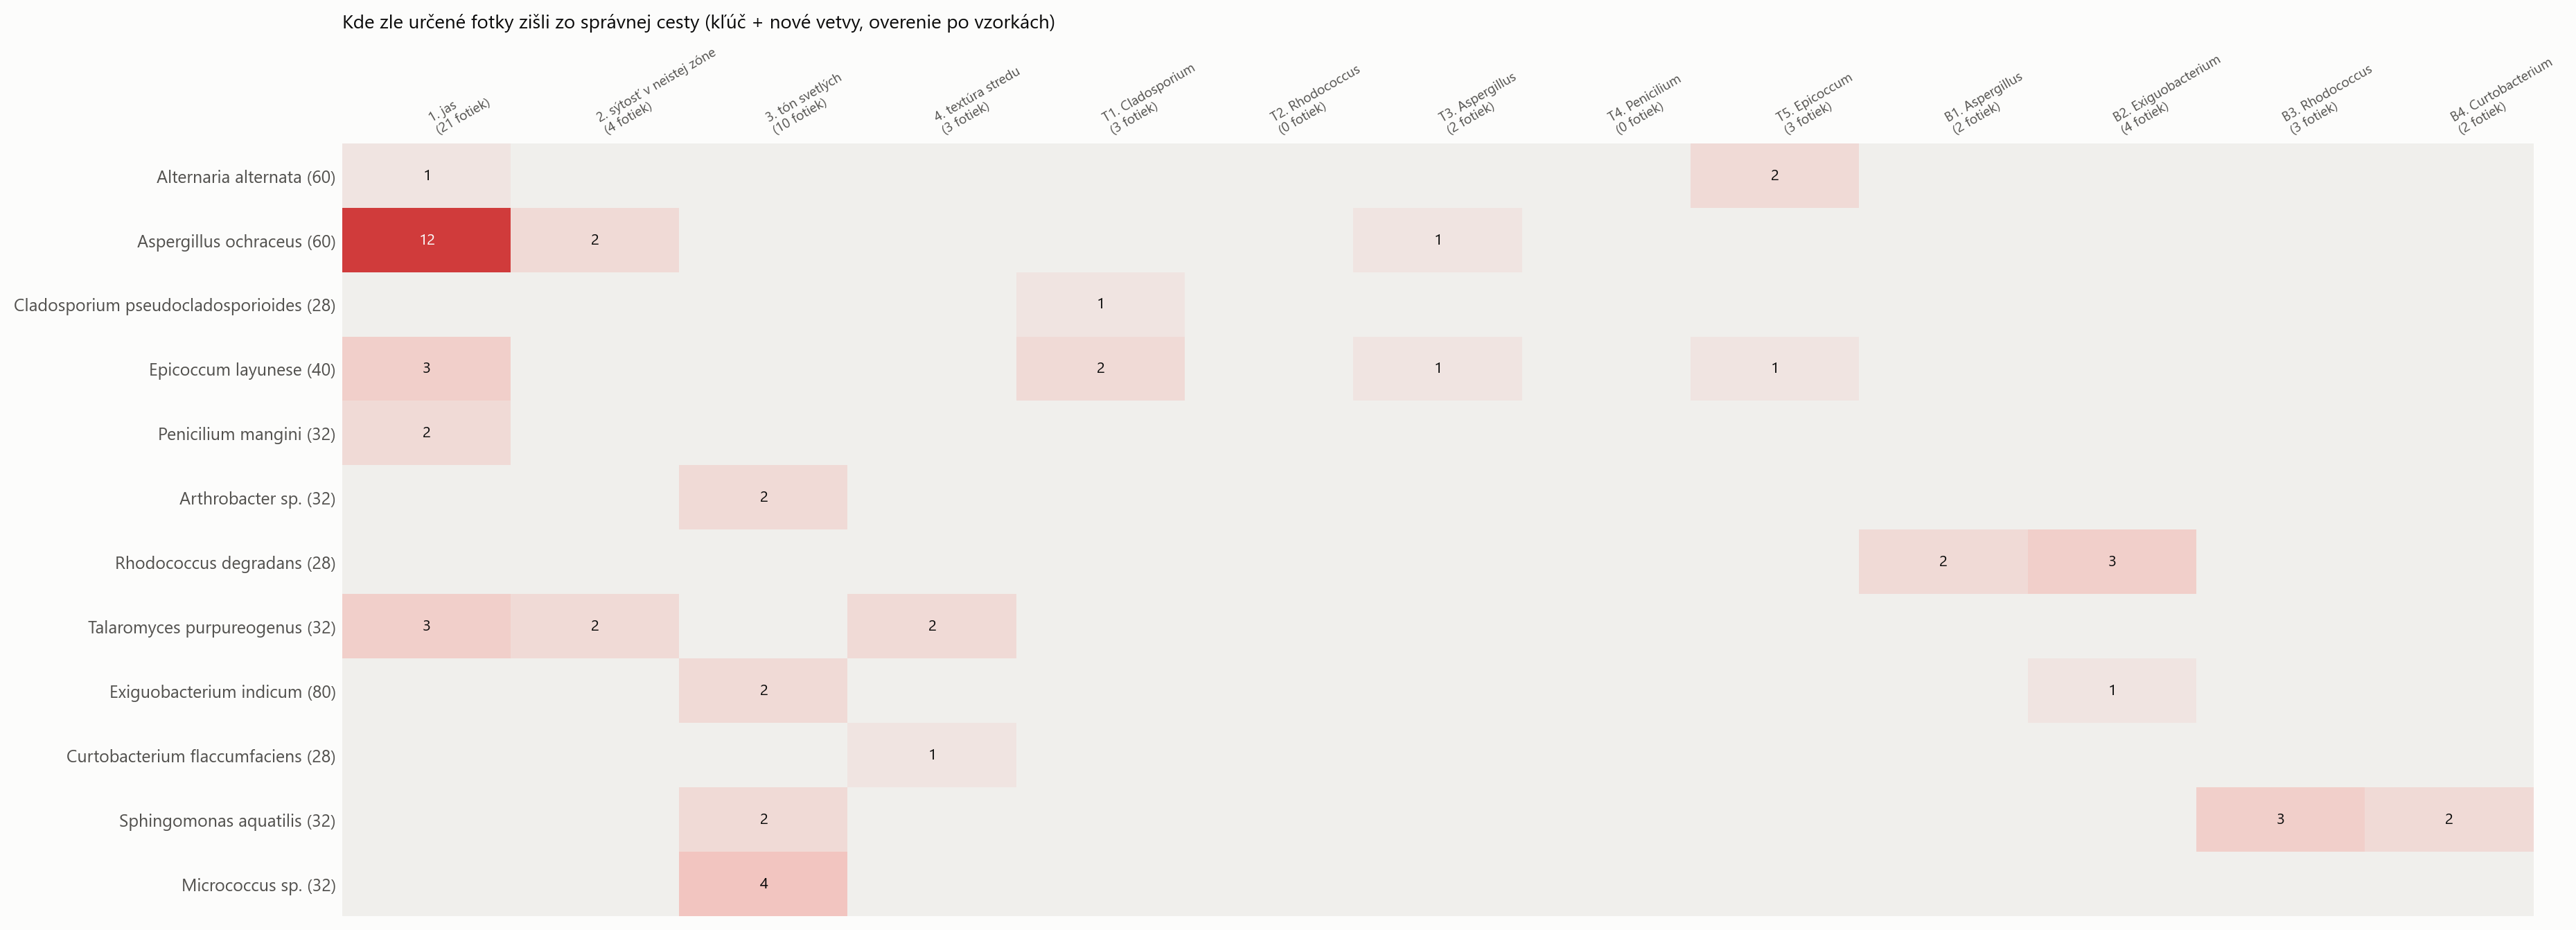 Kde zle určené fotky zišli zo správnej cesty (kľúč + nové vetvy, overenie po vzorkách)
1. jas
(21 fotiek)
2. sýtosť v neistej zóne
(4 fotiek)
3. tón svetlých
(10 fotiek)
4. textúra stredu
(3 fotiek)
T1. Cladosporium
(3 fotiek)
T2. Rhodococcus
(0 fotiek)
T3. Aspergillus
(2 fotiek)
T4. Penicilium
(0 fotiek)
T5. Epicoccum
(3 fotiek)
B1. Aspergillus
(2 fotiek)
B2. Exiguobacterium
(4 fotiek)
B3. Rhodococcus
(3 fotiek)
B4. Curtobacterium
(2 fotiek)
Alternaria alternata (60) 1 2
Aspergillus ochraceus (60) 12 2 1
Cladosporium pseudocladosporioides (28) 1
Epicoccum layunese (40) 3 2 1 1
Penicilium mangini (32) 2
Arthrobacter sp. (32) 2
Rhodococcus degradans (28) 2 3
Talaromyces purpureogenus (32) 3 2 2
Exiguobacterium indicum (80) 2 1
Curtobacterium flaccumfaciens (28) 1
Sphingomonas aquatilis (32) 2 3 2
Micrococcus sp. (32) 4